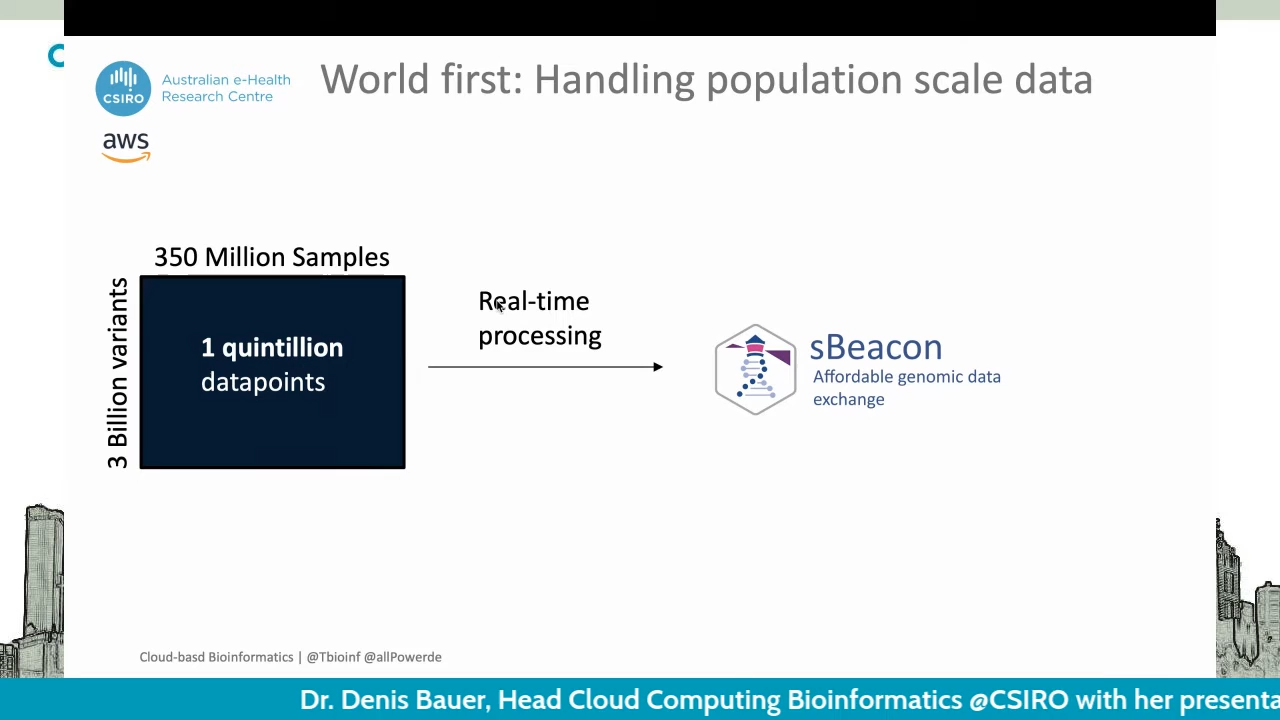 World first: Handling population scale data
CSIRO
Australian e-Health
Research Centre
aws
350 Million Samples
3 Billion variants
1 quintillion
datapoints
Real-time
processing
sBeacon
Affordable genomic data
exchange
Cloud-basd Bioinformatics | @Tbioinf @allPowerde
Dr. Denis Bauer, Head Cloud Computing Bioinformatics @CSIRO with her presenta